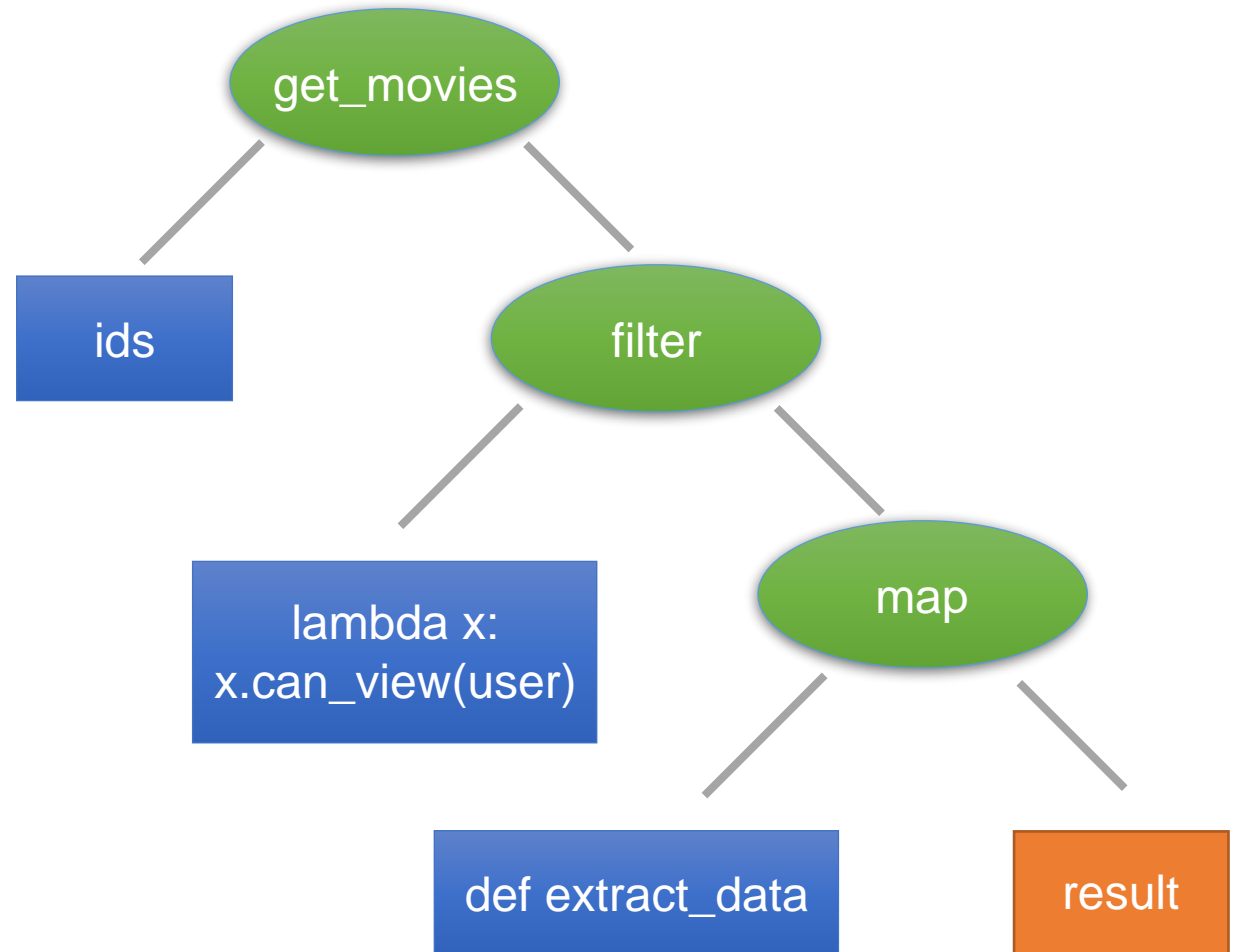 get_movies
ids
filter
lambda x:
x.can_view(user)
map
def extract_data
result